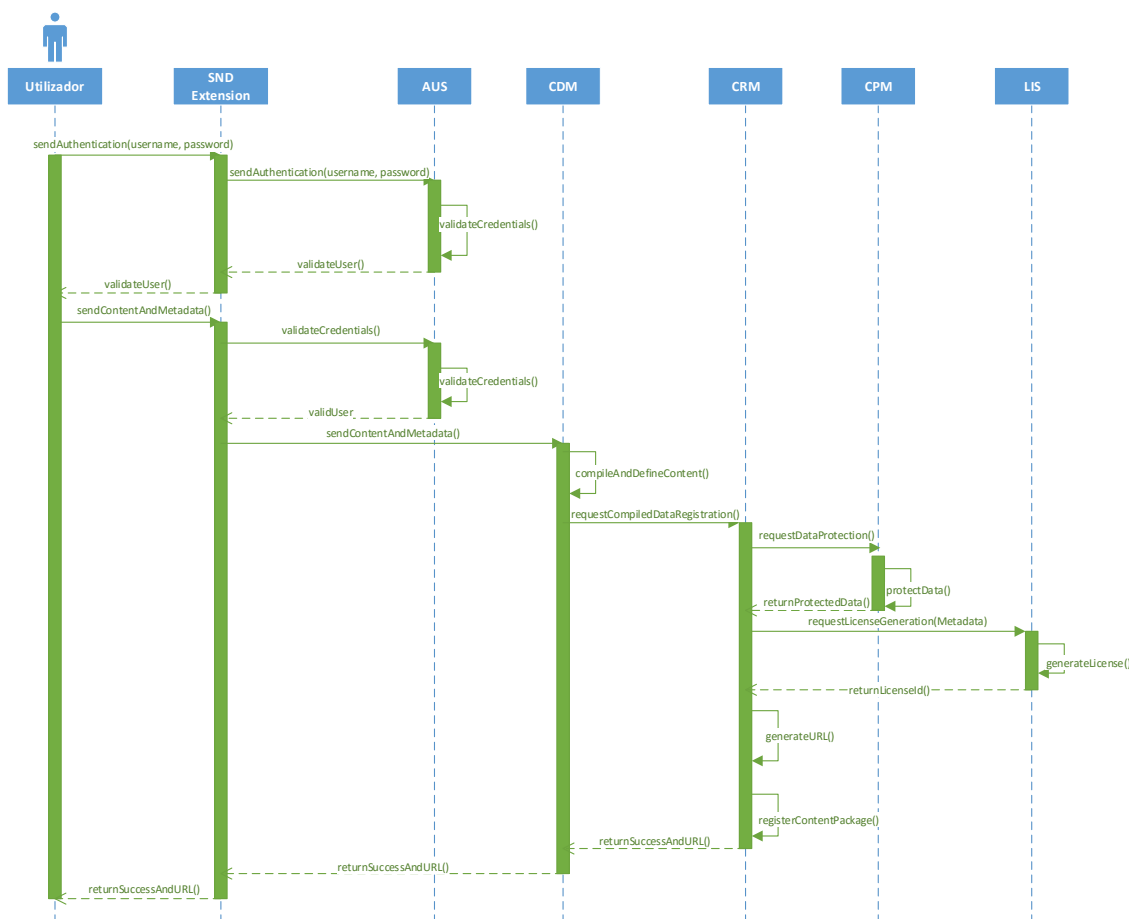 Utilizador
SND
Extension
AUS
CDM
CRM
CPM
LIS
sendAuthentication(username, password)
sendAuthentication(username, password)
validateCredentials()
validateUser()
validateUser()
sendContentAndMetadata()
validateCredentials()
validateCredentials()
validUser
sendContentAndMetadata()
compileAndDefineContent()
requestCompiledDataRegistration()
requestDataProtection()
protectData()
returnProtectedData()
requestLicenseGeneration(Metadata)
generateLicense()
returnLicenseId()
generateURL()
registerContentPackage()
returnSuccessAndURL()
returnSuccessAndURL()
returnSuccessAndURL()